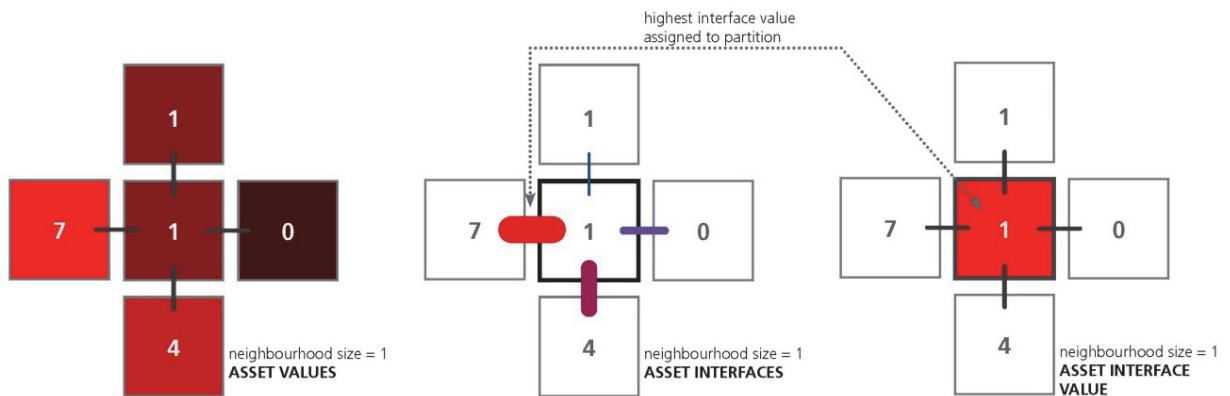 highest interface value
assigned to partition
1
7 1 0
4
neighbourhood size = 1
ASSET VALUES
1
7 1 0
4
neighbourhood size = 1
ASSET INTERFACES
1
7 1 0
4
neighbourhood size = 1
ASSET INTERFACE
VALUE